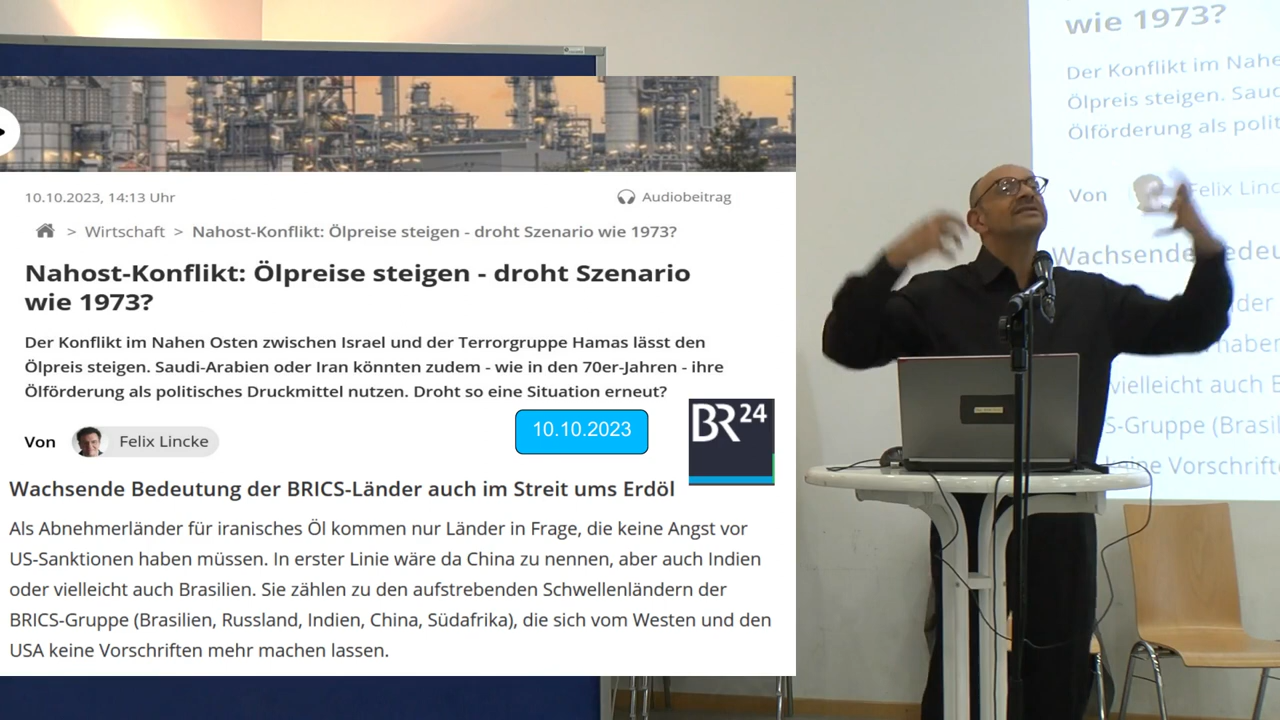 10.10.2023, 14:13 Uhr
Audiobeitrag
> Wirtschaft > Nahost-Konflikt: Ölpreise steigen - droht Szenario wie 1973?
Nahost-Konflikt: Ölpreise steigen - droht Szenario
wie 1973?
Der Konflikt im Nahen Osten zwischen Israel und der Terrorgruppe Hamas lässt den
Ölpreis steigen. Saudi-Arabien oder Iran könnten zudem - wie in den 70er-Jahren - ihre
Ölförderung als politisches Druckmittel nutzen. Droht so eine Situation erneut?
Von Felix Lincke
10.10.2023
BR24
Wachsende Bedeutung der BRICS-Länder auch im Streit ums Erdöl
Als Abnehmerländer für iranisches Öl kommen nur Länder in Frage, die keine Angst vor
US-Sanktionen haben müssen. In erster Linie wäre da China zu nennen, aber auch Indien
oder vielleicht auch Brasilien. Sie zählen zu den aufstrebenden Schwellenländern der
BRICS-Gruppe (Brasilien, Russland, Indien, China, Südafrika), die sich vom Westen und den
USA keine Vorschriften mehr machen lassen.
wie 1973?
Der Konflikt im Nahe
Ölpreis steigen. Saud
Ölförderung als polit
Von Felix Linc
Wachsende edeu
der
haben
vielleicht auch B
S-Gruppe (Brasil
keine Vorschrifte